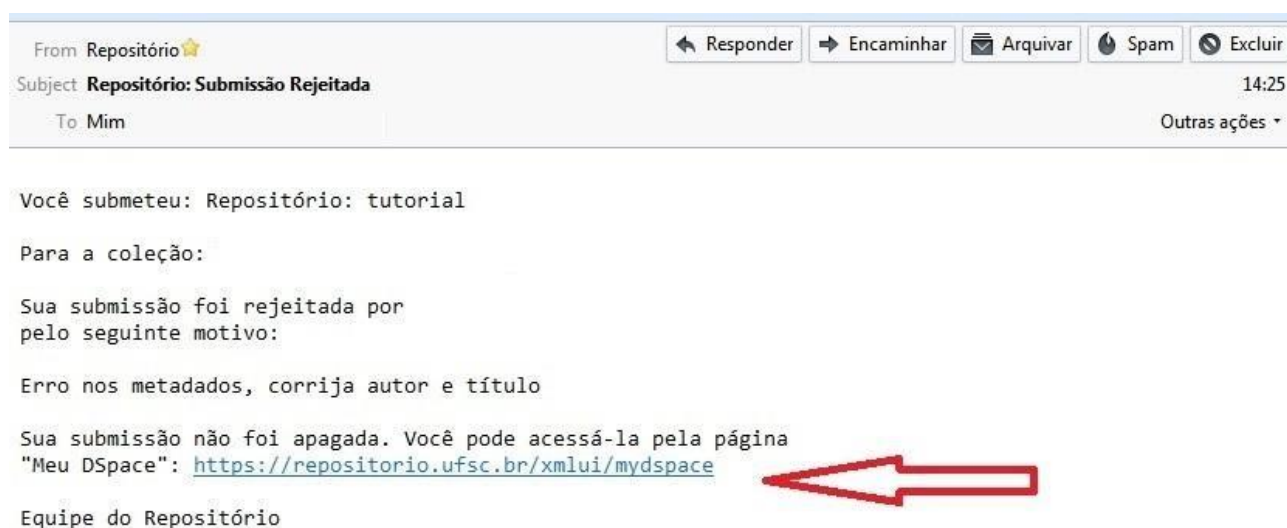 From Repositório
Responder Encaminhar Arquivar Spam Excluir
Subject Repositório: Submissão Rejeitada
14:25
To Mim
Outras ações
Você submeteu: Repositório: tutorial
Para a coleção:
Sua submissão foi rejeitada por
pelo seguinte motivo:
Erro nos metadados, corrija autor e título
Sua submissão não foi apagada. Você pode acessá-la pela página
"Meu DSpace": https://repositorio.ufsc.br/xmlui/mydspace
Equipe do Repositório